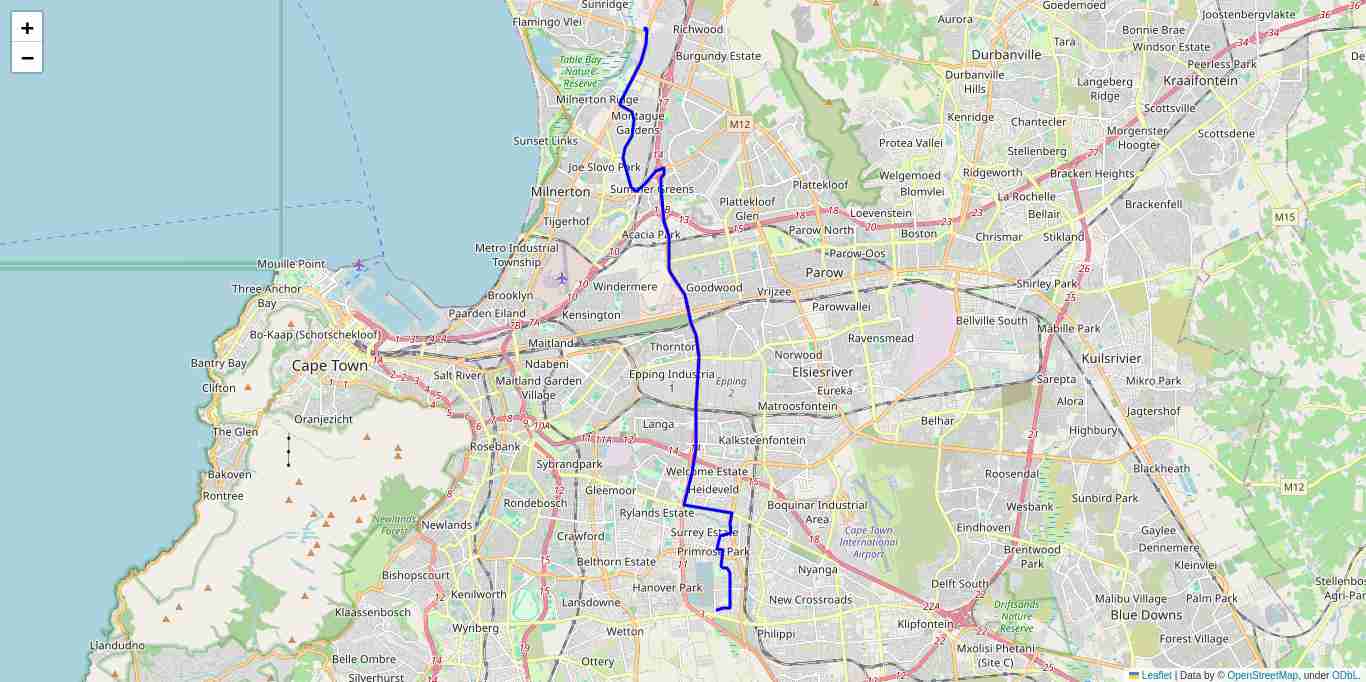 +
−
Sunridge
Flamingo Vlei
Richwood
Burgundy Estate
Table Bay
Nature
Reserve
Milnerton Ridge
Montague
Gardens
Sunset Links
Joe Slovo Park
Milnerton
Summer Greens
Tijgerhof
Acacia Park
Metro Industrial
Township
Mouille Point
Three Anchor
Bay
Brooklyn
Paarden Eiland
Windermere
Kensington
Goodwood
Vrijzee
Parow
Parow North
Parow-Oos
Parowvallei
Plattekloof
Plattekloof
Glen
M12
Aurora
Goedemoed
Tara
Durbanville
Durbanville
Hills
Langeberg
Ridge
Joostenbergvlakte
Bonnie Brae
Windsor Estate
Peerless Park
Kraaifontein
Scottsville
Scottsdene
Morgenster
Hoogter
Kenridge
Chantecler
Protea Vallei
Stellenberg
Welgemoed
Blomvlei
Ridgeworth
Bracken Heights
La Rochelle
Bellair
Brackenfell
Loevenstein
Boston
Chrismar
Stikland
M15
Shirley Park
Bellville South
Mabille Park
Kuilsrivier
Sarepta
Mikro Park
Alora
Jagtershof
Highbury
Blackheath
M12
Bo-Kaap (Schotschekloof)
Bantry Bay
Clifton
Cape Town
Oranjezicht
The Glen
Bakoven
Rontree
Salt River
Maitland
Ndabeni
Maitland Garden
Village
Thornton
Epping Industria
1
Epping
2
Norwood
Elsiesriver
Eureka
Ravensmead
Matroosfontein
Belhar
Langa
Kalksteenfontein
Rosebank
Sybrandpark
Welcome Estate
Heideveld
Gleemoor
Rondebosch
Rylands Estate
Boquinar Industrial
Area
Newlands
Forest
Newlands
Crawford
Surrey Estate
Primrose Park
Cape Town
International
Airport
Bishopscourt
Belthorn Estate
Kenilworth
Hanover Park
Nyanga
New Crossroads
Klaassenbosch
Lansdowne
Wynberg
Wetton
Philippi
Ottery
Belle Ombre
Silverhurst
Llandudno
Roosendal
Sunbird Park
Wesbank
Eindhoven
Gaylee
Dennemere
Brentwood
Park
Kleinvlei
Delft South
Driftsands
Nature
Reserve
Malibu Village
Palm Park
Blue Downs
Klipfontein
Forest Village
Mxolisi Phetani
(Site C)
Leaflet | Data by © OpenStreetMap, under ODbL.